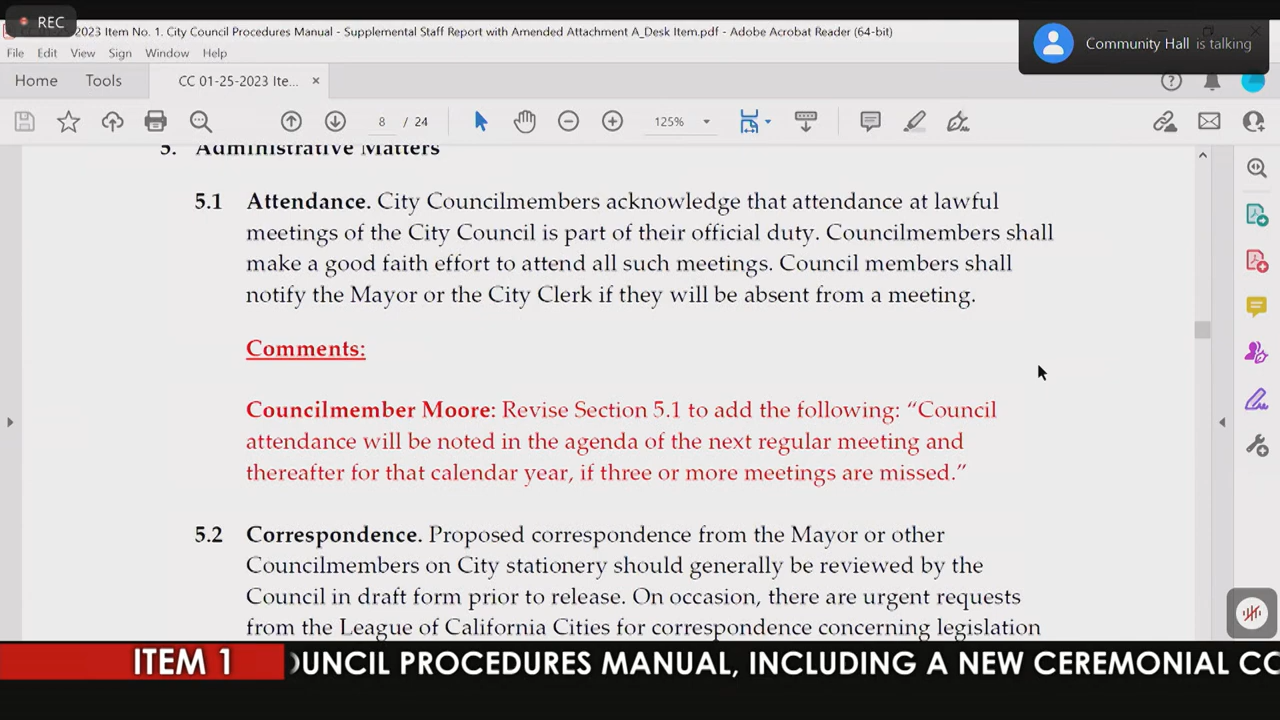 REC
23 Item No. 1. City Council Procedures Manual - Supplemental Staff Report with Amended Attachment A_Desk Item.pdf - Adobe Acrobat Reader (64-bit)
Community Hall is talking
File Edit View Sign Window Help
Home Tools CC 01-25-2023 Ite...
8 / 24 125%
5. Administrative Matters
5.1 Attendance. City Councilmembers acknowledge that attendance at lawful
meetings of the City Council is part of their official duty. Councilmembers shall
make a good faith effort to attend all such meetings. Council members shall
notify the Mayor or the City Clerk if they will be absent from a meeting.
Comments:
Councilmember Moore: Revise Section 5.1 to add the following: “Council
attendance will be noted in the agenda of the next regular meeting and
thereafter for that calendar year, if three or more meetings are missed.”
5.2 Correspondence. Proposed correspondence from the Mayor or other
Councilmembers on City stationery should generally be reviewed by the
Council in draft form prior to release. On occasion, there are urgent requests
from the League of California Cities for correspondence concerning legislation
ITEM 1 OUNCIL PROCEDURES MANUAL, INCLUDING A NEW CEREMONIAL CO